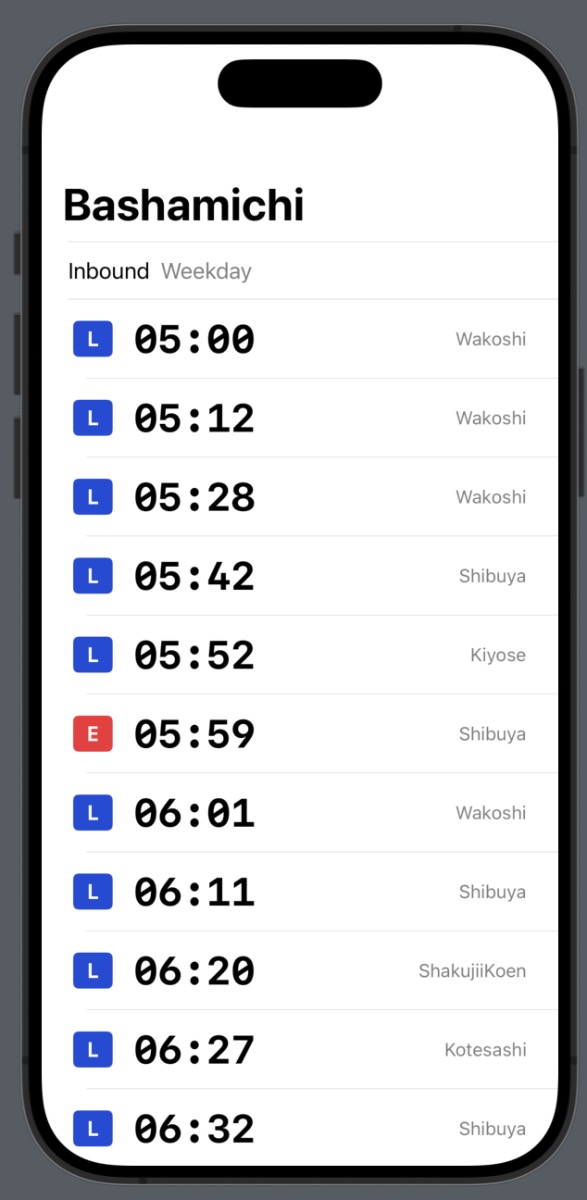 Bashamichi
Inbound Weekday
L 05:00 Wakoshi
L 05:12 Wakoshi
L 05:28 Wakoshi
L 05:42 Shibuya
L 05:52 Kiyose
E 05:59 Shibuya
L 06:01 Wakoshi
L 06:11 Shibuya
L 06:20 ShakujiiKoen
L 06:27 Kotesashi
L 06:32 Shibuya